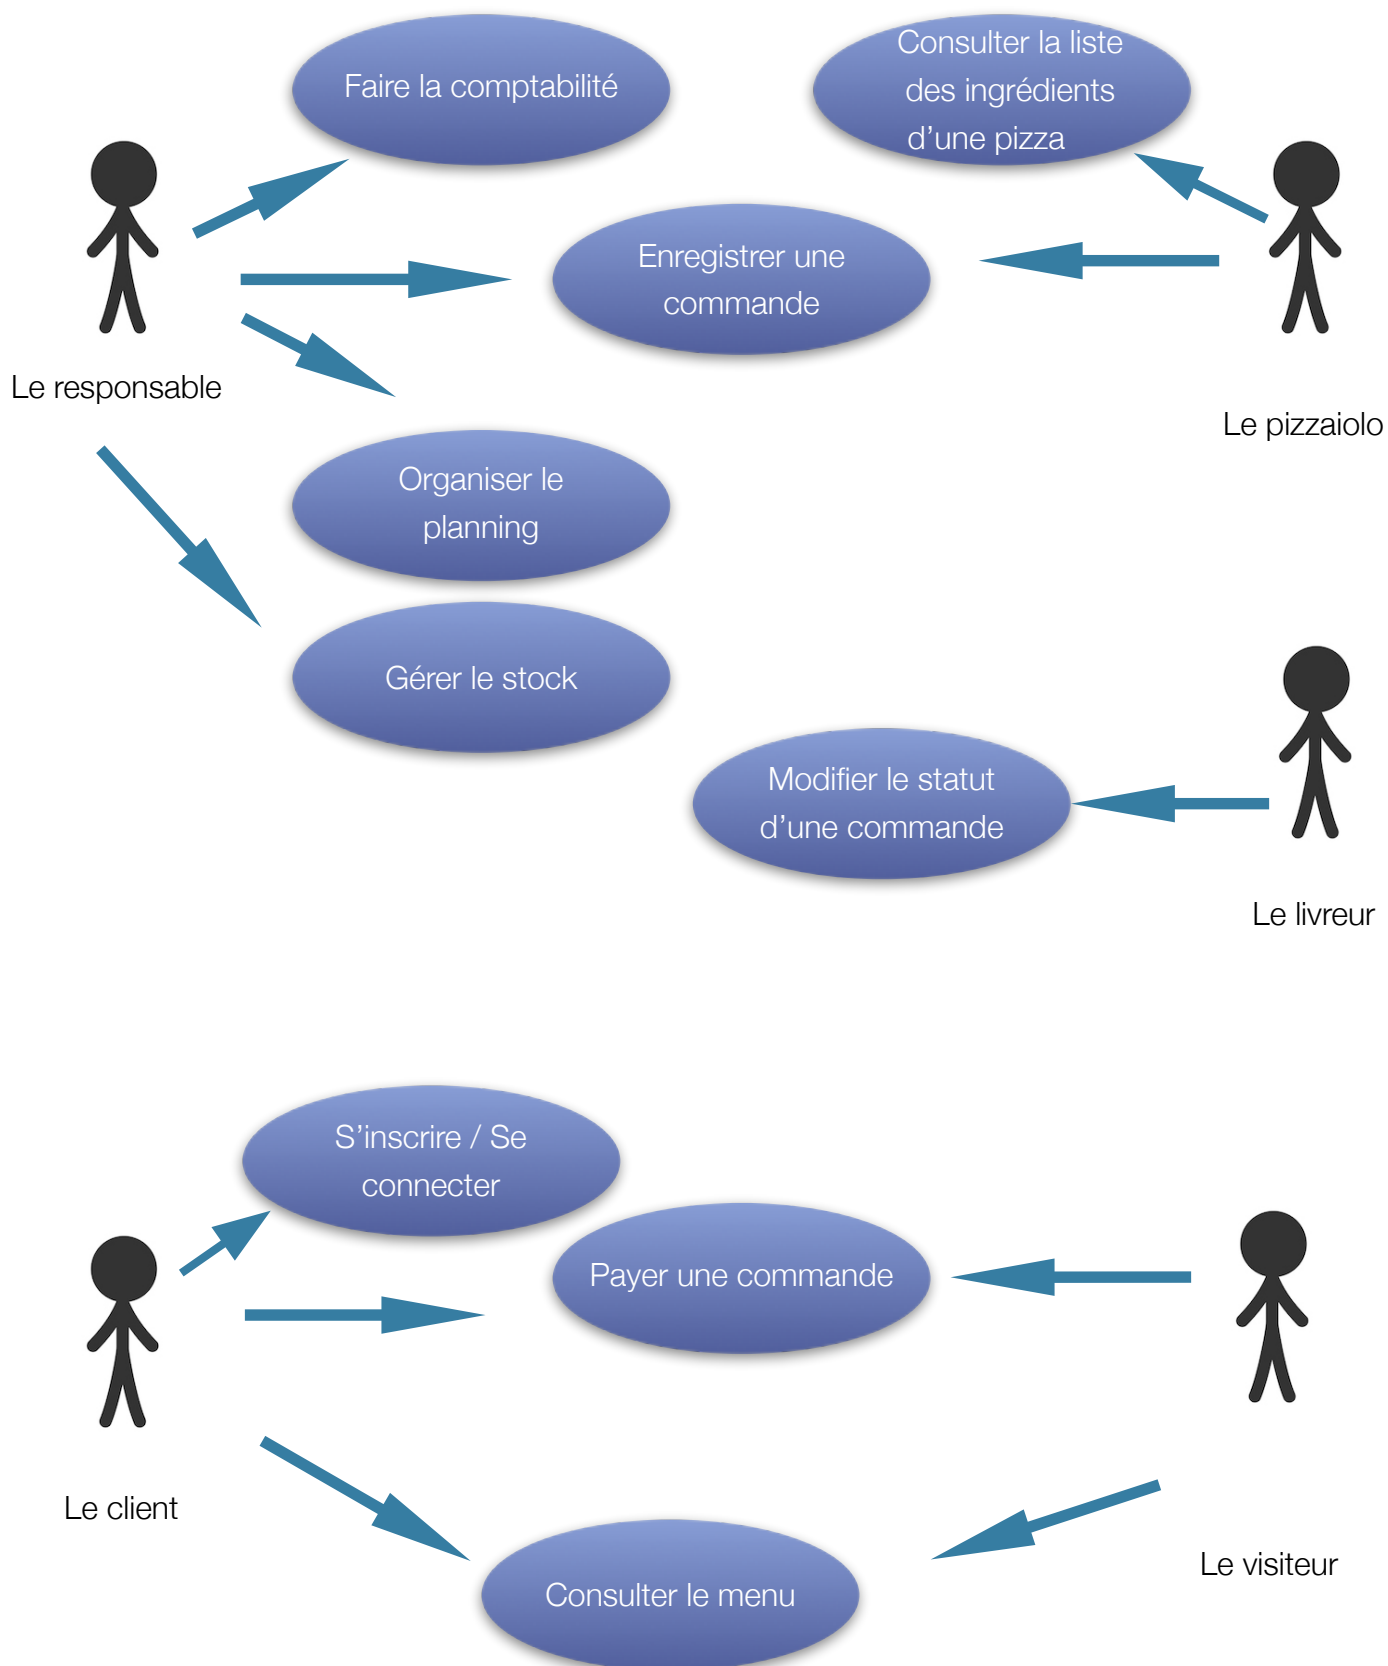 Faire la comptabilité
Consulter la liste
des ingrédients
d’une pizza
Enregistrer une
commande
Le responsable
Le pizzaiolo
Organiser le
planning
Gérer le stock
Modifier le statut
d’une commande
Le livreur
S’inscrire / Se
connecter
Payer une commande
Le client
Le visiteur
Consulter le menu